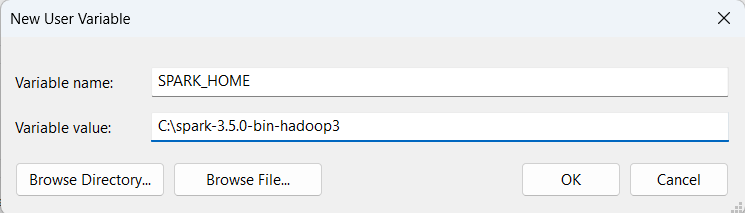 New User Variable
Variable name: SPARK_HOME
Variable value: C:\spark-3.5.0-bin-hadoop3
Browse Directory... Browse File... OK Cancel